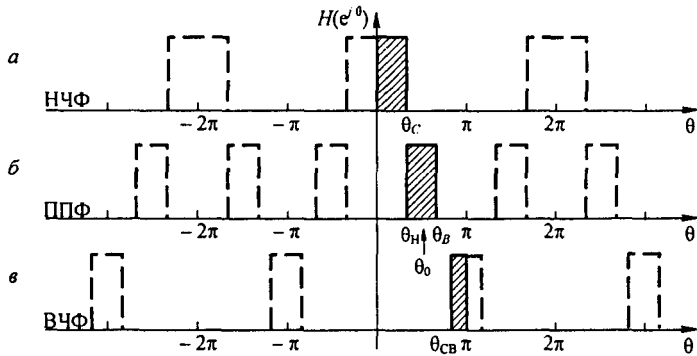 H(e^{jθ})
а
НЧФ
− 2π − π θ_C π 2π θ
б
ППФ
− 2π − π θ_Н θ_В π 2π θ
θ_0
в
ВЧФ
− 2π − π θ_СВ π 2π θ